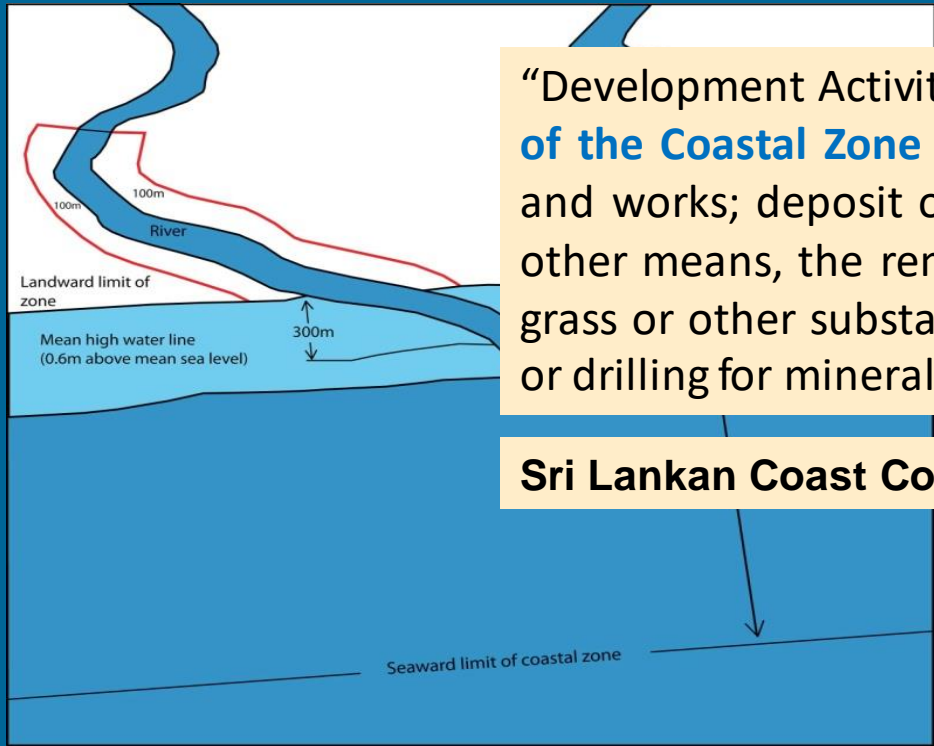 “Development Activit
of the Coastal Zone
and works; deposit o
other means, the rem
grass or other substa
or drilling for mineral
Sri Lankan Coast Co
100m
100m
River
Landward limit of
zone
300m
Mean high water line
(0.6m above mean sea level)
Seaward limit of coastal zone